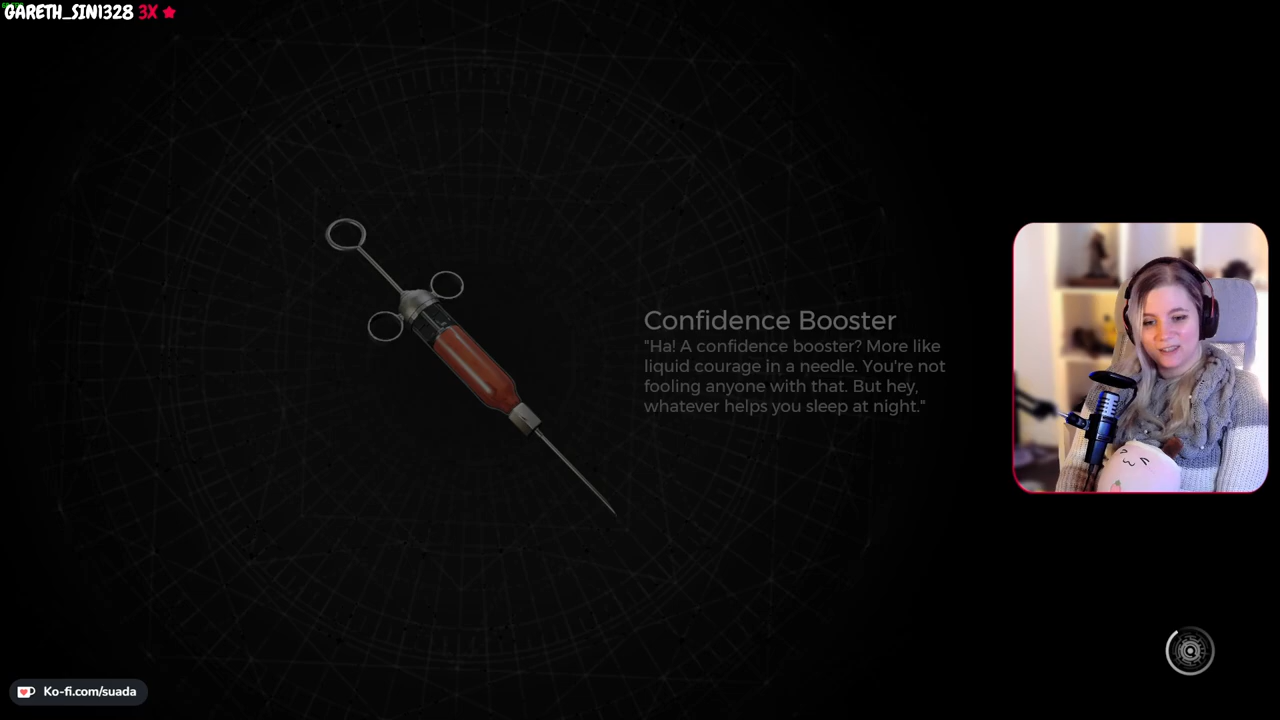 GARETH_SIN1328 3X
Confidence Booster
"Ha! A confidence booster? More like
liquid courage in a needle. You're not
fooling anyone with that. But hey,
whatever helps you sleep at night."
Ko-fi.com/suada